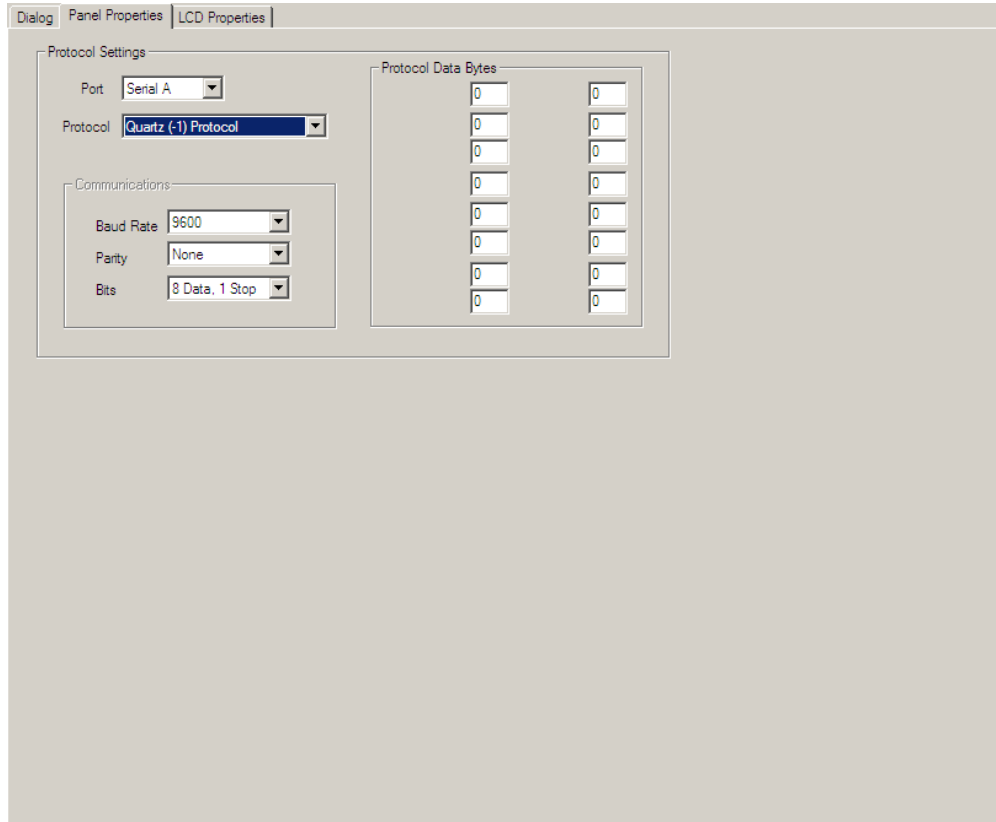 Dialog Panel Properties LCD Properties
Protocol Settings
Port Serial A
Protocol Quartz (-1) Protocol
Communications
Baud Rate 9600
Parity None
Bits 8 Data, 1 Stop
Protocol Data Bytes
0 0
0 0
0 0
0 0
0 0
0 0
0 0
0 0